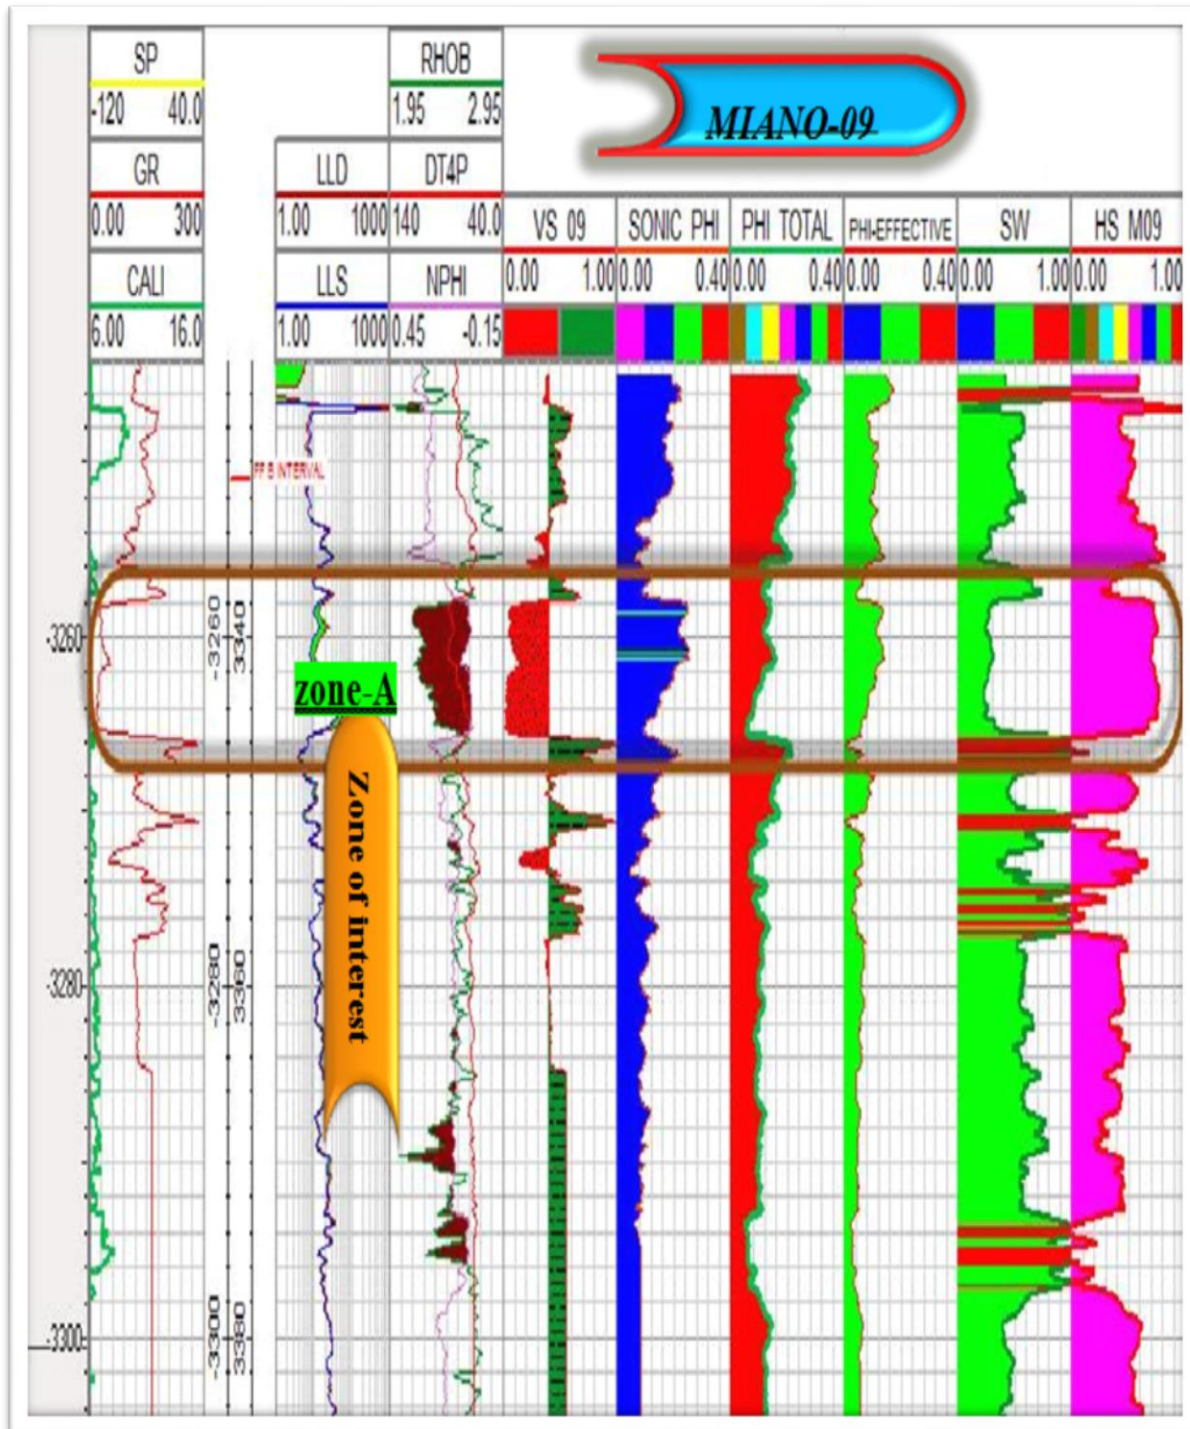 SP
-120 40.0
GR
0.00 300
CALI
6.00 16.0
LLD
1.00 1000
LLS
1.00 1000
RHOB
1.95 2.95
DT4P
140 40.0
NPHI
0.45 -0.15
MIANO-09
VS 09
0.00 1.00
SONIC PHI
0.00 0.40
PHI TOTAL
0.00 0.40
PHI-EFFECTIVE
0.00 0.40
SW
0.00 1.00
HS M09
0.00 1.00
INTERVAL
-3260
-3260
3340
zone-A
Zone of interest
-3280
-3280
3360
-3300
-3300
3380